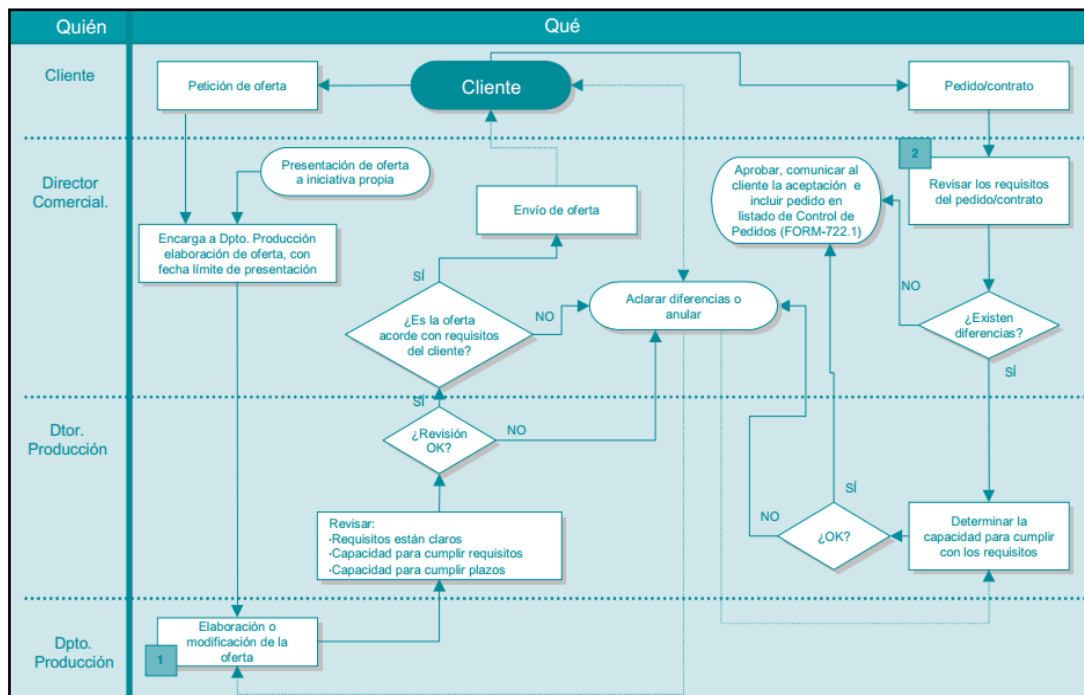 Quién
Qué
Cliente
Petición de oferta
Cliente
Pedido/contrato
Director
Comercial.
Presentación de oferta
a iniciativa propia
Envío de oferta
Aprobar, comunicar al
cliente la aceptación e
incluir pedido en
listado de Control de
Pedidos (FORM-722.1)
2
Revisar los requisitos
del pedido/contrato
Encarga a Dpto. Producción
elaboración de oferta, con
fecha límite de presentación
SÍ
¿Es la oferta
acorde con requisitos
del cliente?
NO
Aclarar diferencias o
anular
NO
¿Existen
diferencias?
SÍ
Dtor.
Producción
SÍ
¿Revisión
OK?
NO
Revisar:
·Requisitos están claros
·Capacidad para cumplir requisitos
·Capacidad para cumplir plazos
SÍ
NO
¿OK?
Determinar la
capacidad para cumplir
con los requisitos
Dpto.
Producción
1
Elaboración o
modificación de la
oferta